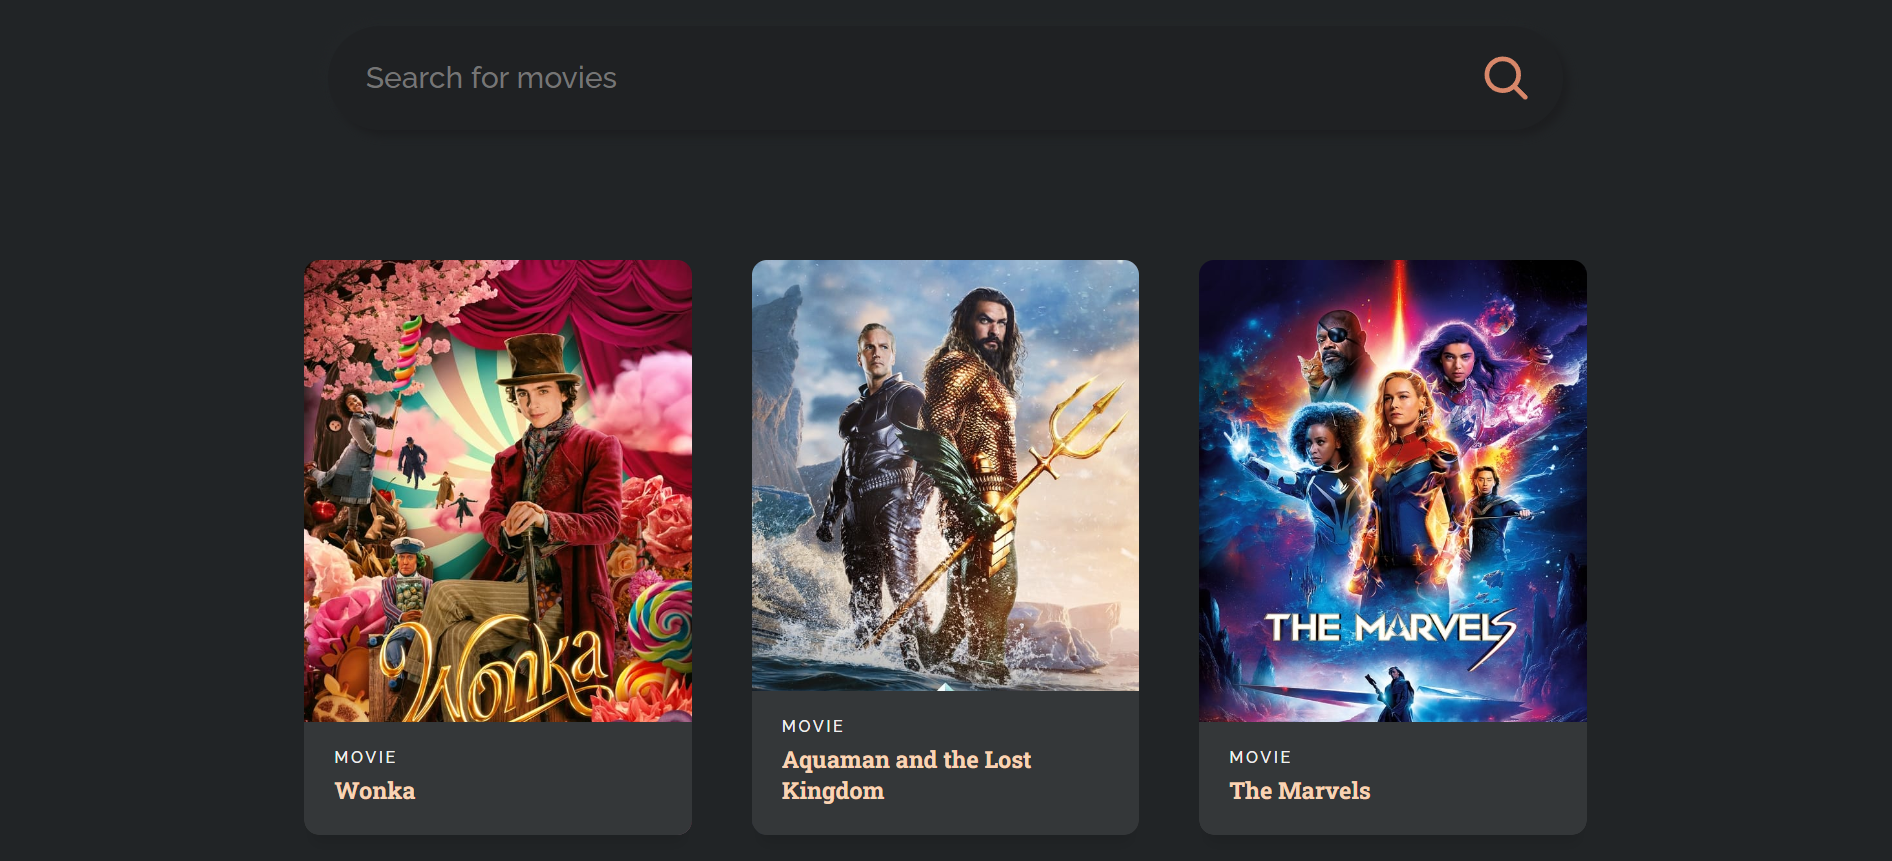 Search for movies
Wonka
THE MARVELS
MOVIE
Wonka
MOVIE
Aquaman and the Lost
Kingdom
MOVIE
The Marvels